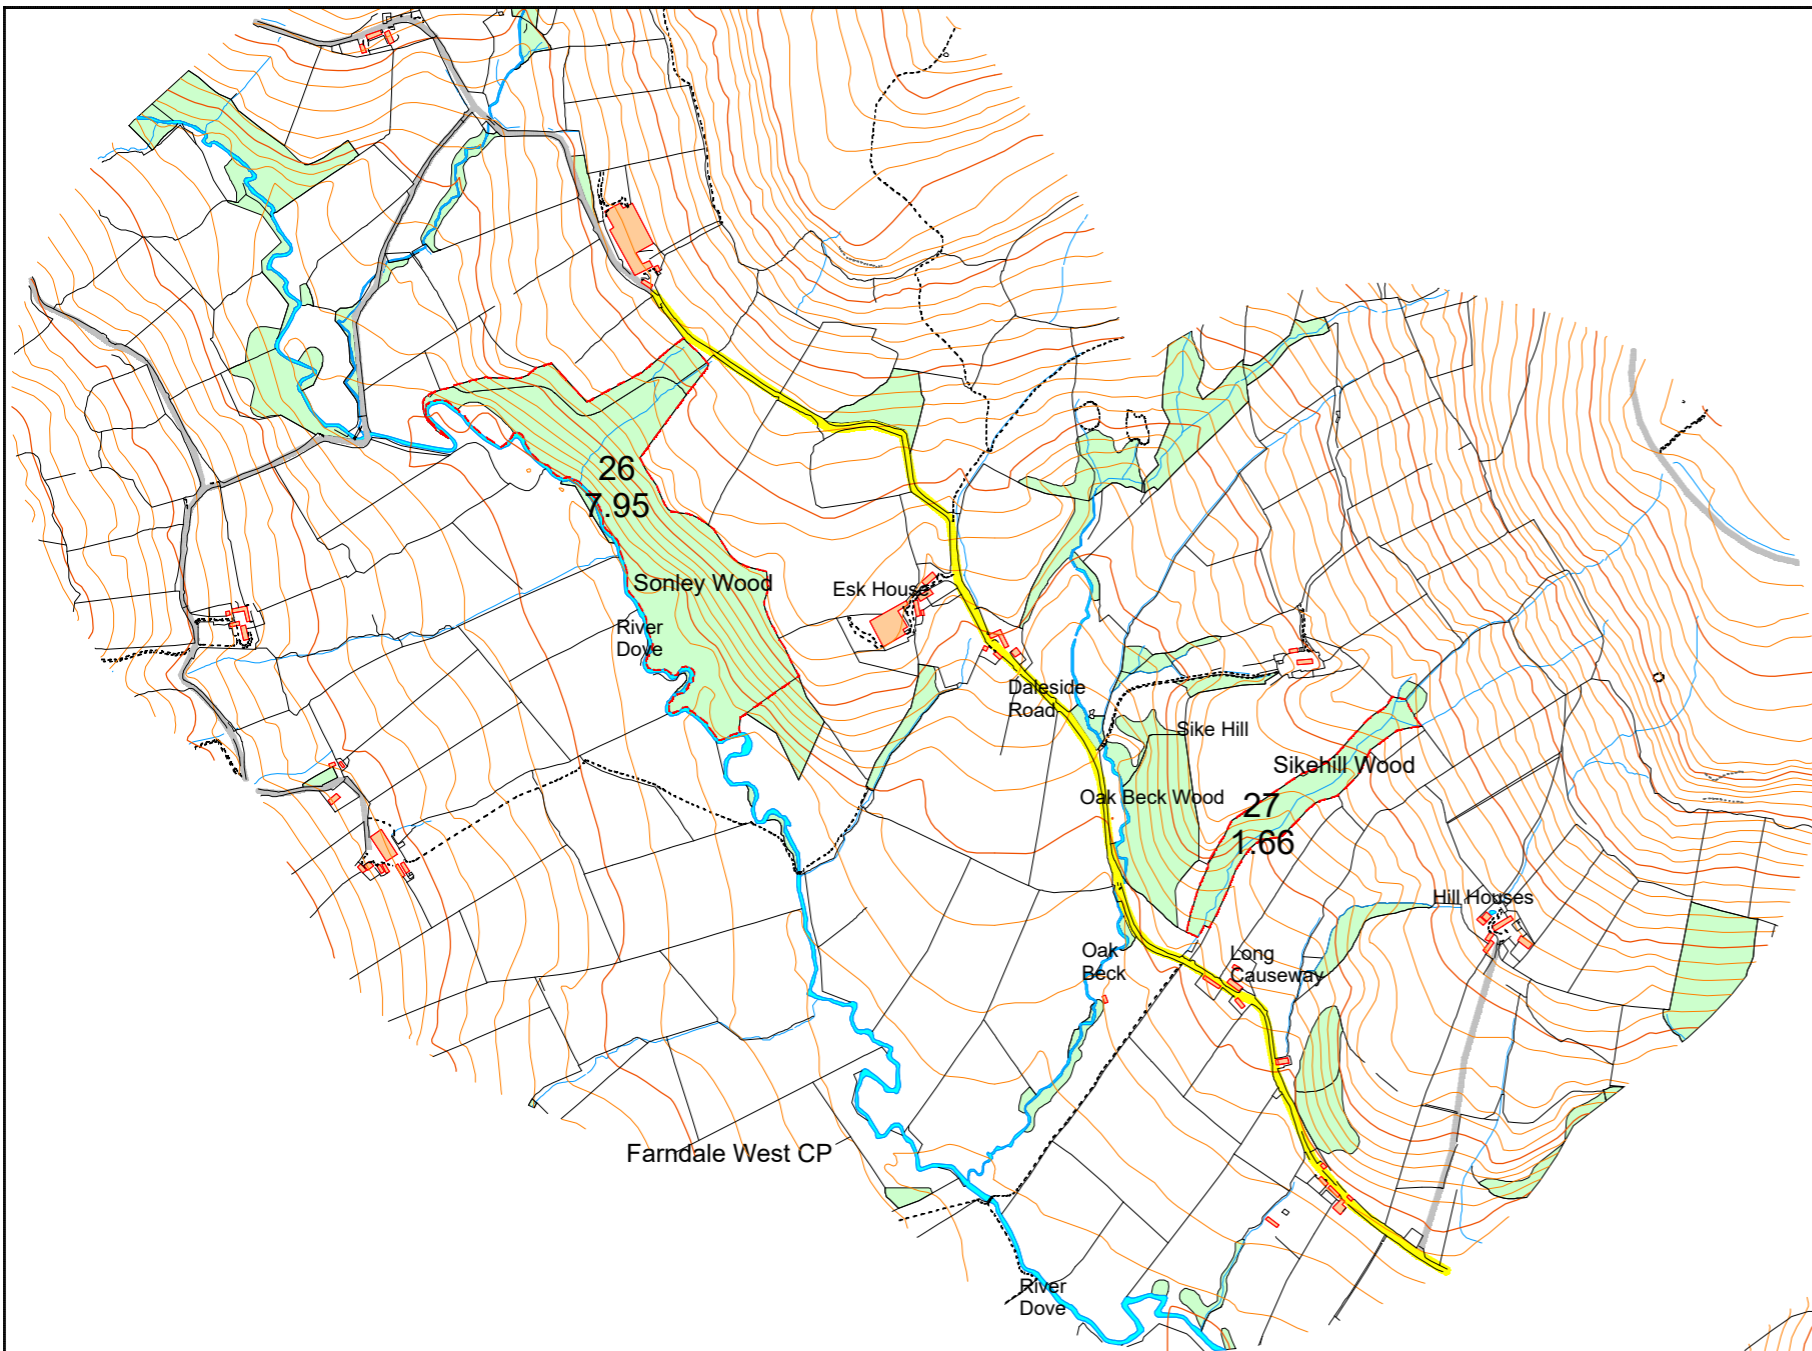 26
7.95
Sonley Wood
Esk House
River
Dove
Daleside
Road
Sike Hill
Sikehill Wood
Oak Beck Wood
27
1.66
Hill Houses
Oak
Beck
Long
Causeway
Farndale West CP
River
Dove